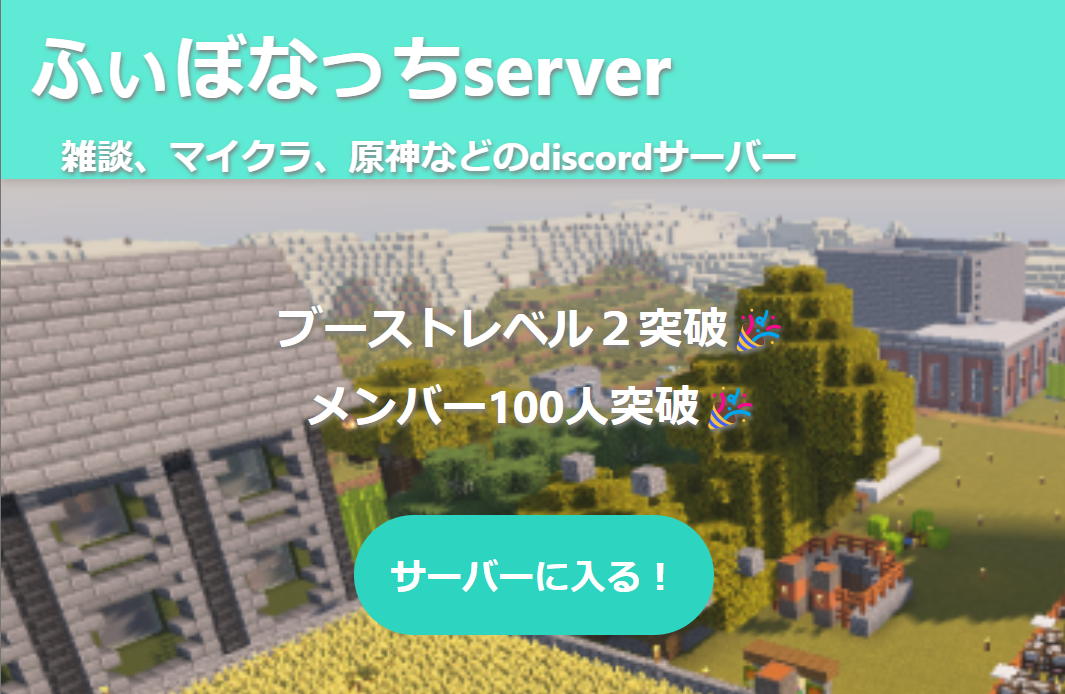 ふぃぼなっちserver
雑談、マイクラ、原神などのdiscordサーバー
ブーストレベル２突破🎉
メンバー100人突破🎉
サーバーに入る！